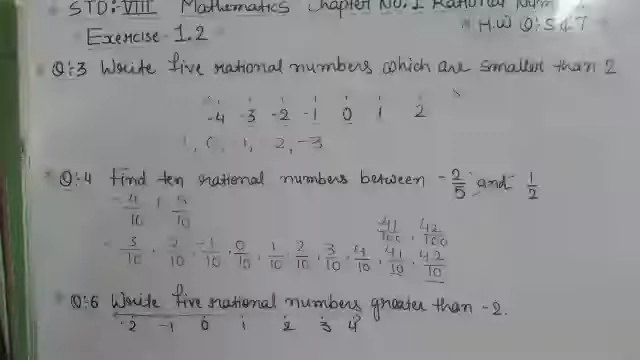 STD: VIII Mathematics Chapter No. 1 Rational Num
H.W Q: 5 & 7
Exercise - 1.2
Q:3 Write five rational numbers which are smaller than 2
-4 -3 -2 -1 0 1 2
1, 0, 1, 2, -3
Q:4 find ten rational numbers between -2/5 and 1/2
-4/10, 5/10
41/100, 42/100
-3/10, 2/10, -1/10, 0/10, 1/10, 2/10, 3/10, 4/10, 41/10, 42/10
Q:6 Write five rational numbers greater than -2.
-2 -1 0 1 2 3 4